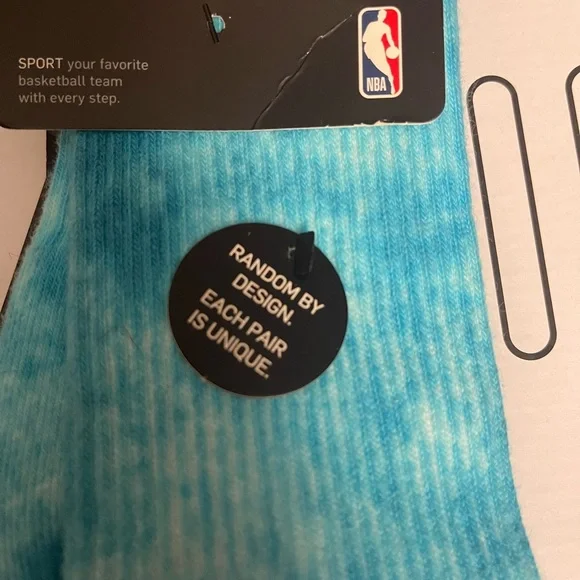 SPORT your favorite
basketball team
with every step.
NBA
RANDOM BY
DESIGN.
EACH PAIR
IS UNIQUE.